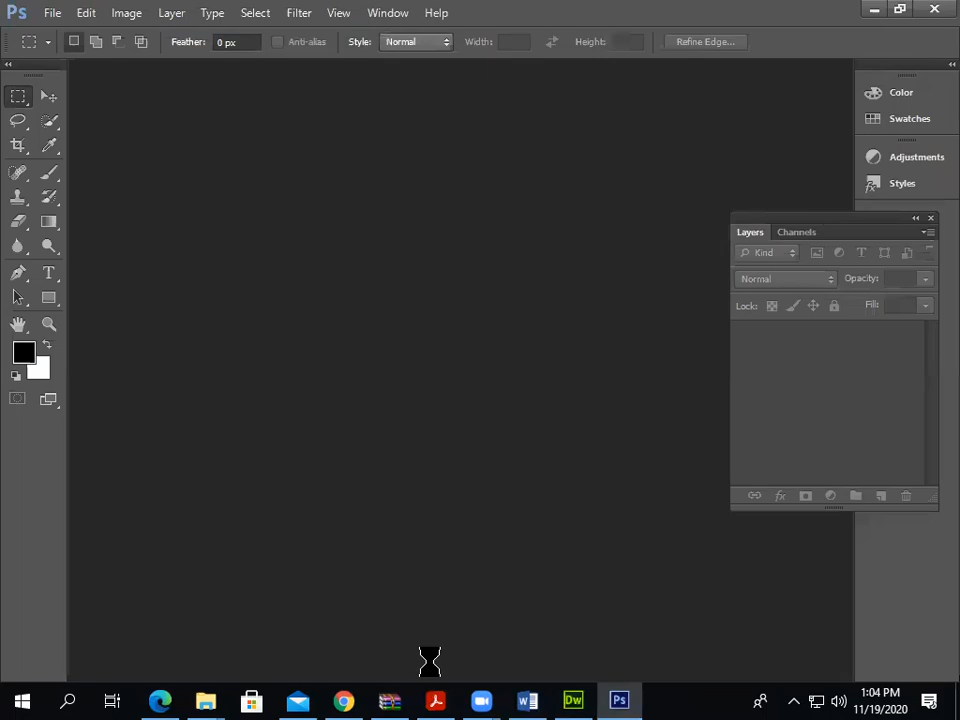 Ps File Edit Image Layer Type Select Filter View Window Help
Feather: 0 px Anti-alias Style: Normal Width: Height: Refine Edge...
Color
Swatches
Adjustments
Styles
Layers Channels
Kind
Normal Opacity:
Lock: Fill:
1:04 PM
11/19/2020
Dw Ps